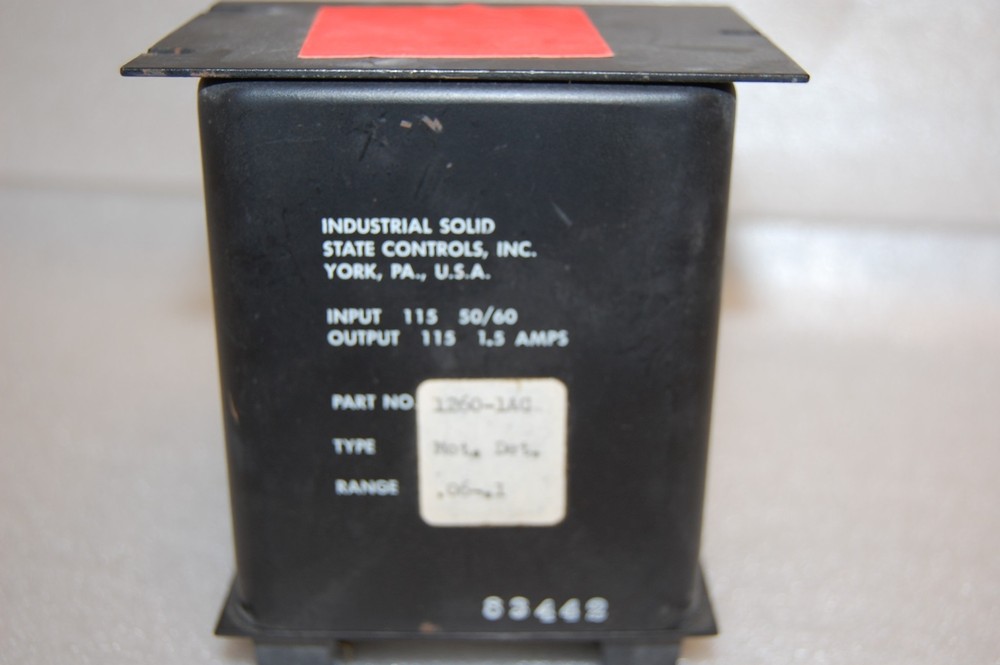 INDUSTRIAL SOLID
STATE CONTROLS, INC.
YORK, PA., U.S.A.
INPUT 115 50/60
OUTPUT 115 1.5 AMPS
PART NO. 1260-1AG
TYPE Mot. Det.
RANGE .06-.1
83442